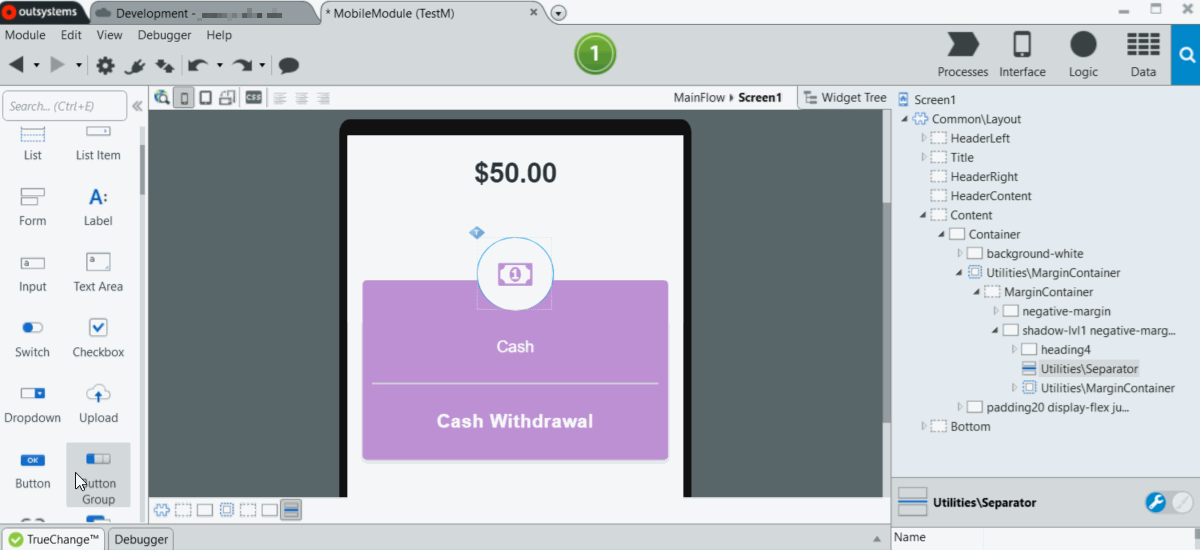 outsystems
Development -
* MobileModule (TestM)
Module Edit View Debugger Help
1
Processes Interface Logic Data
Search... (Ctrl+E)
CSS
MainFlow Screen1
Widget Tree
Screen1
List List Item
Form Label
Input Text Area
Switch Checkbox
Dropdown Upload
OK
Button Button Group
$50.00
Cash
Cash Withdrawal
Common\Layout
HeaderLeft
Title
HeaderRight
HeaderContent
Content
Container
background-white
Utilities\MarginContainer
MarginContainer
negative-margin
shadow-lvl1 negative-marg...
heading4
Utilities\Separator
Utilities\MarginContainer
padding20 display-flex ju...
Bottom
Utilities\Separator
Name
TrueChange™ Debugger